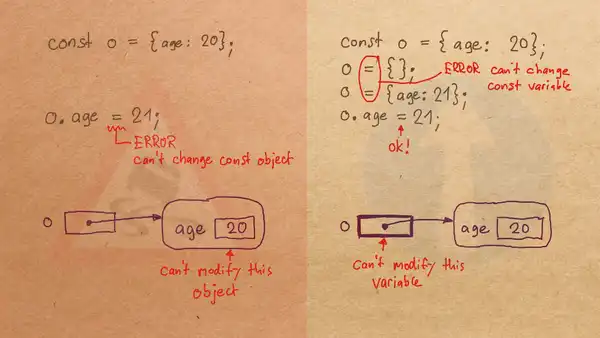 const o = {age: 20};
o.age = 21;
ERROR
can't change const object
o
age 20
can't modify this
object
const o = {age: 20};
o = {};
ERROR can't change
const variable
o = {age: 21};
o.age = 21;
ok!
o
age 20
Can't modify this
variable